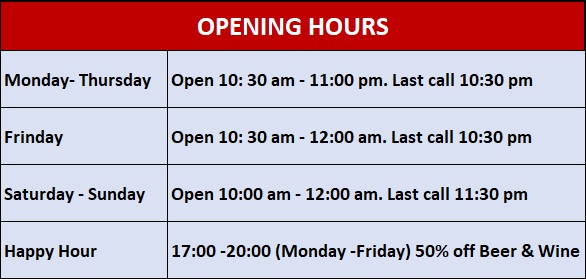 OPENING HOURS
Monday- Thursday Open 10: 30 am - 11:00 pm. Last call 10:30 pm
Frinday Open 10: 30 am - 12:00 am. Last call 10:30 pm
Saturday - Sunday Open 10:00 am - 12:00 am. Last call 11:30 pm
Happy Hour 17:00 -20:00 (Monday -Friday) 50% off Beer & Wine